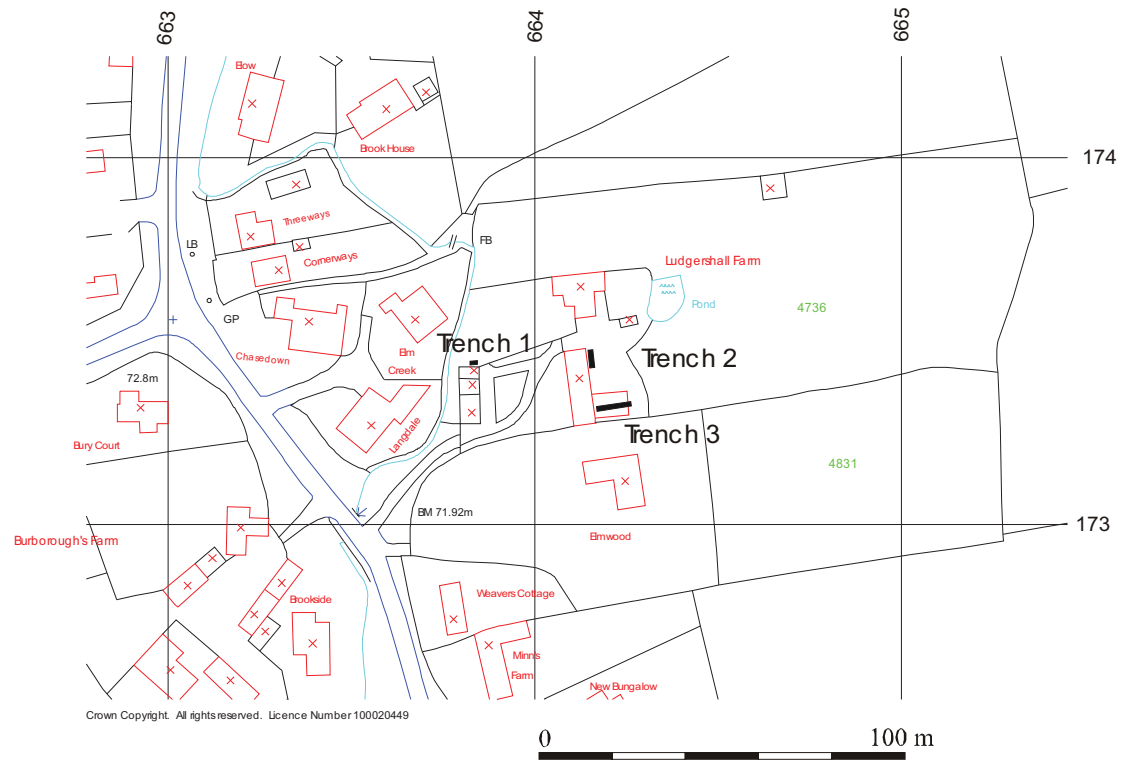 663
664
665
Elow
Brook House
174
Threeways
LB
FB
Cornerways
Ludgershall Farm
Pond
4736
GP
Trench 1
Chasedown
Elm
Creek
Trench 2
72.8m
Langdale
Trench 3
Bury Court
4831
BM 71.92m
173
Burborough's Farm
Elmwood
Brookside
Weavers Cottage
Minn's
Farm
New Bungalow
Crown Copyright. All rights reserved. Licence Number 100020449
0
100 m